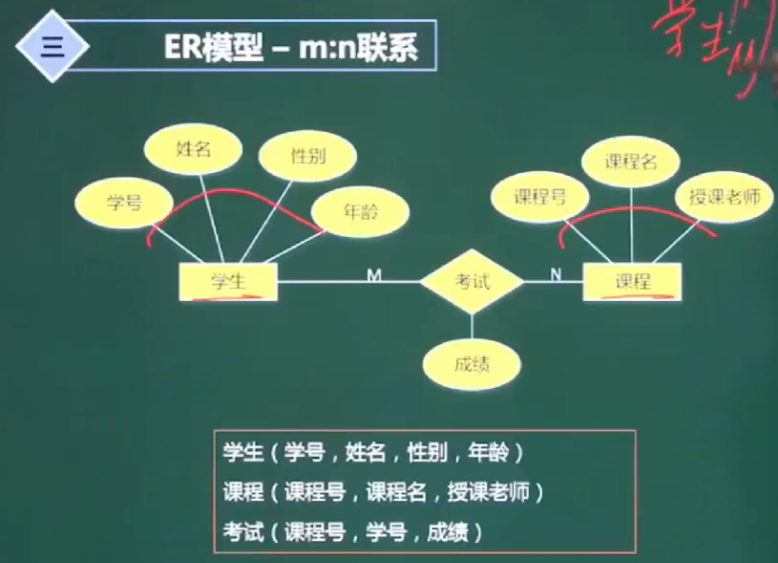 三
ER模型 – m:n联系
学生
姓名
性别
学号
年龄
课程名
课程号
授课老师
学生
M
考试
N
课程
成绩
学生（学号，姓名，性别，年龄）
课程（课程号，课程名，授课老师）
考试（课程号，学号，成绩）